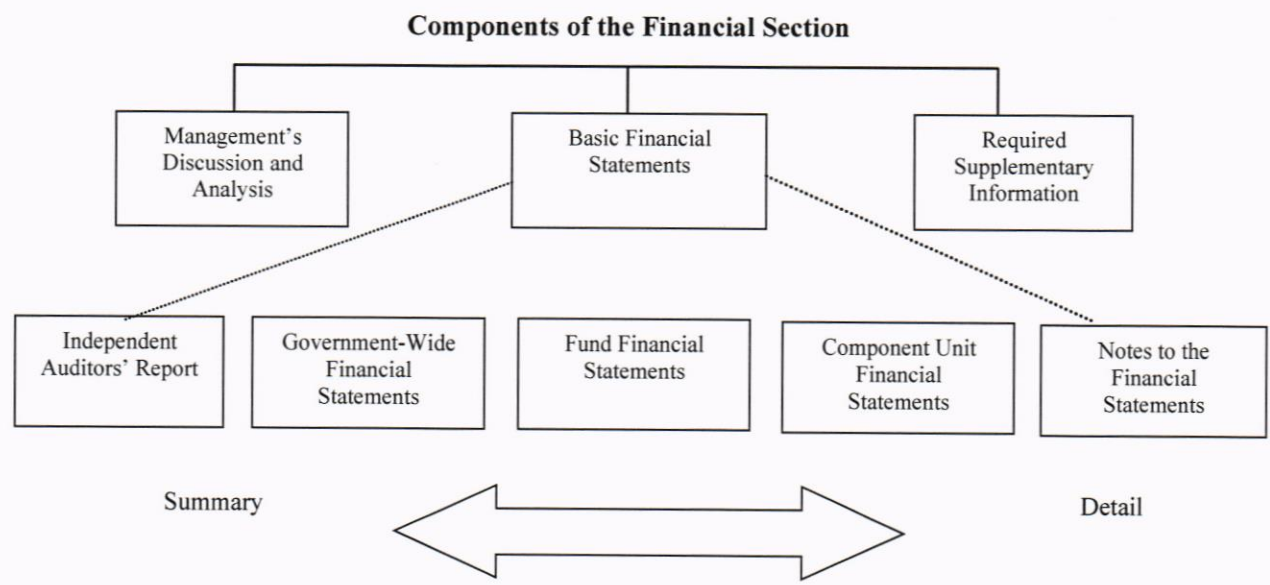 Components of the Financial Section
Management's
Discussion and
Analysis
Basic Financial
Statements
Required
Supplementary
Information
Independent
Auditors' Report
Government-Wide
Financial
Statements
Fund Financial
Statements
Component Unit
Financial
Statements
Notes to the
Financial
Statements
Summary
Detail